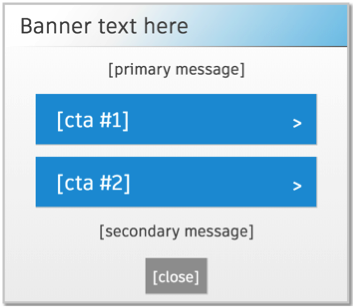 Banner text here
[primary message]
[cta #1] >
[cta #2] >
[secondary message]
[close]